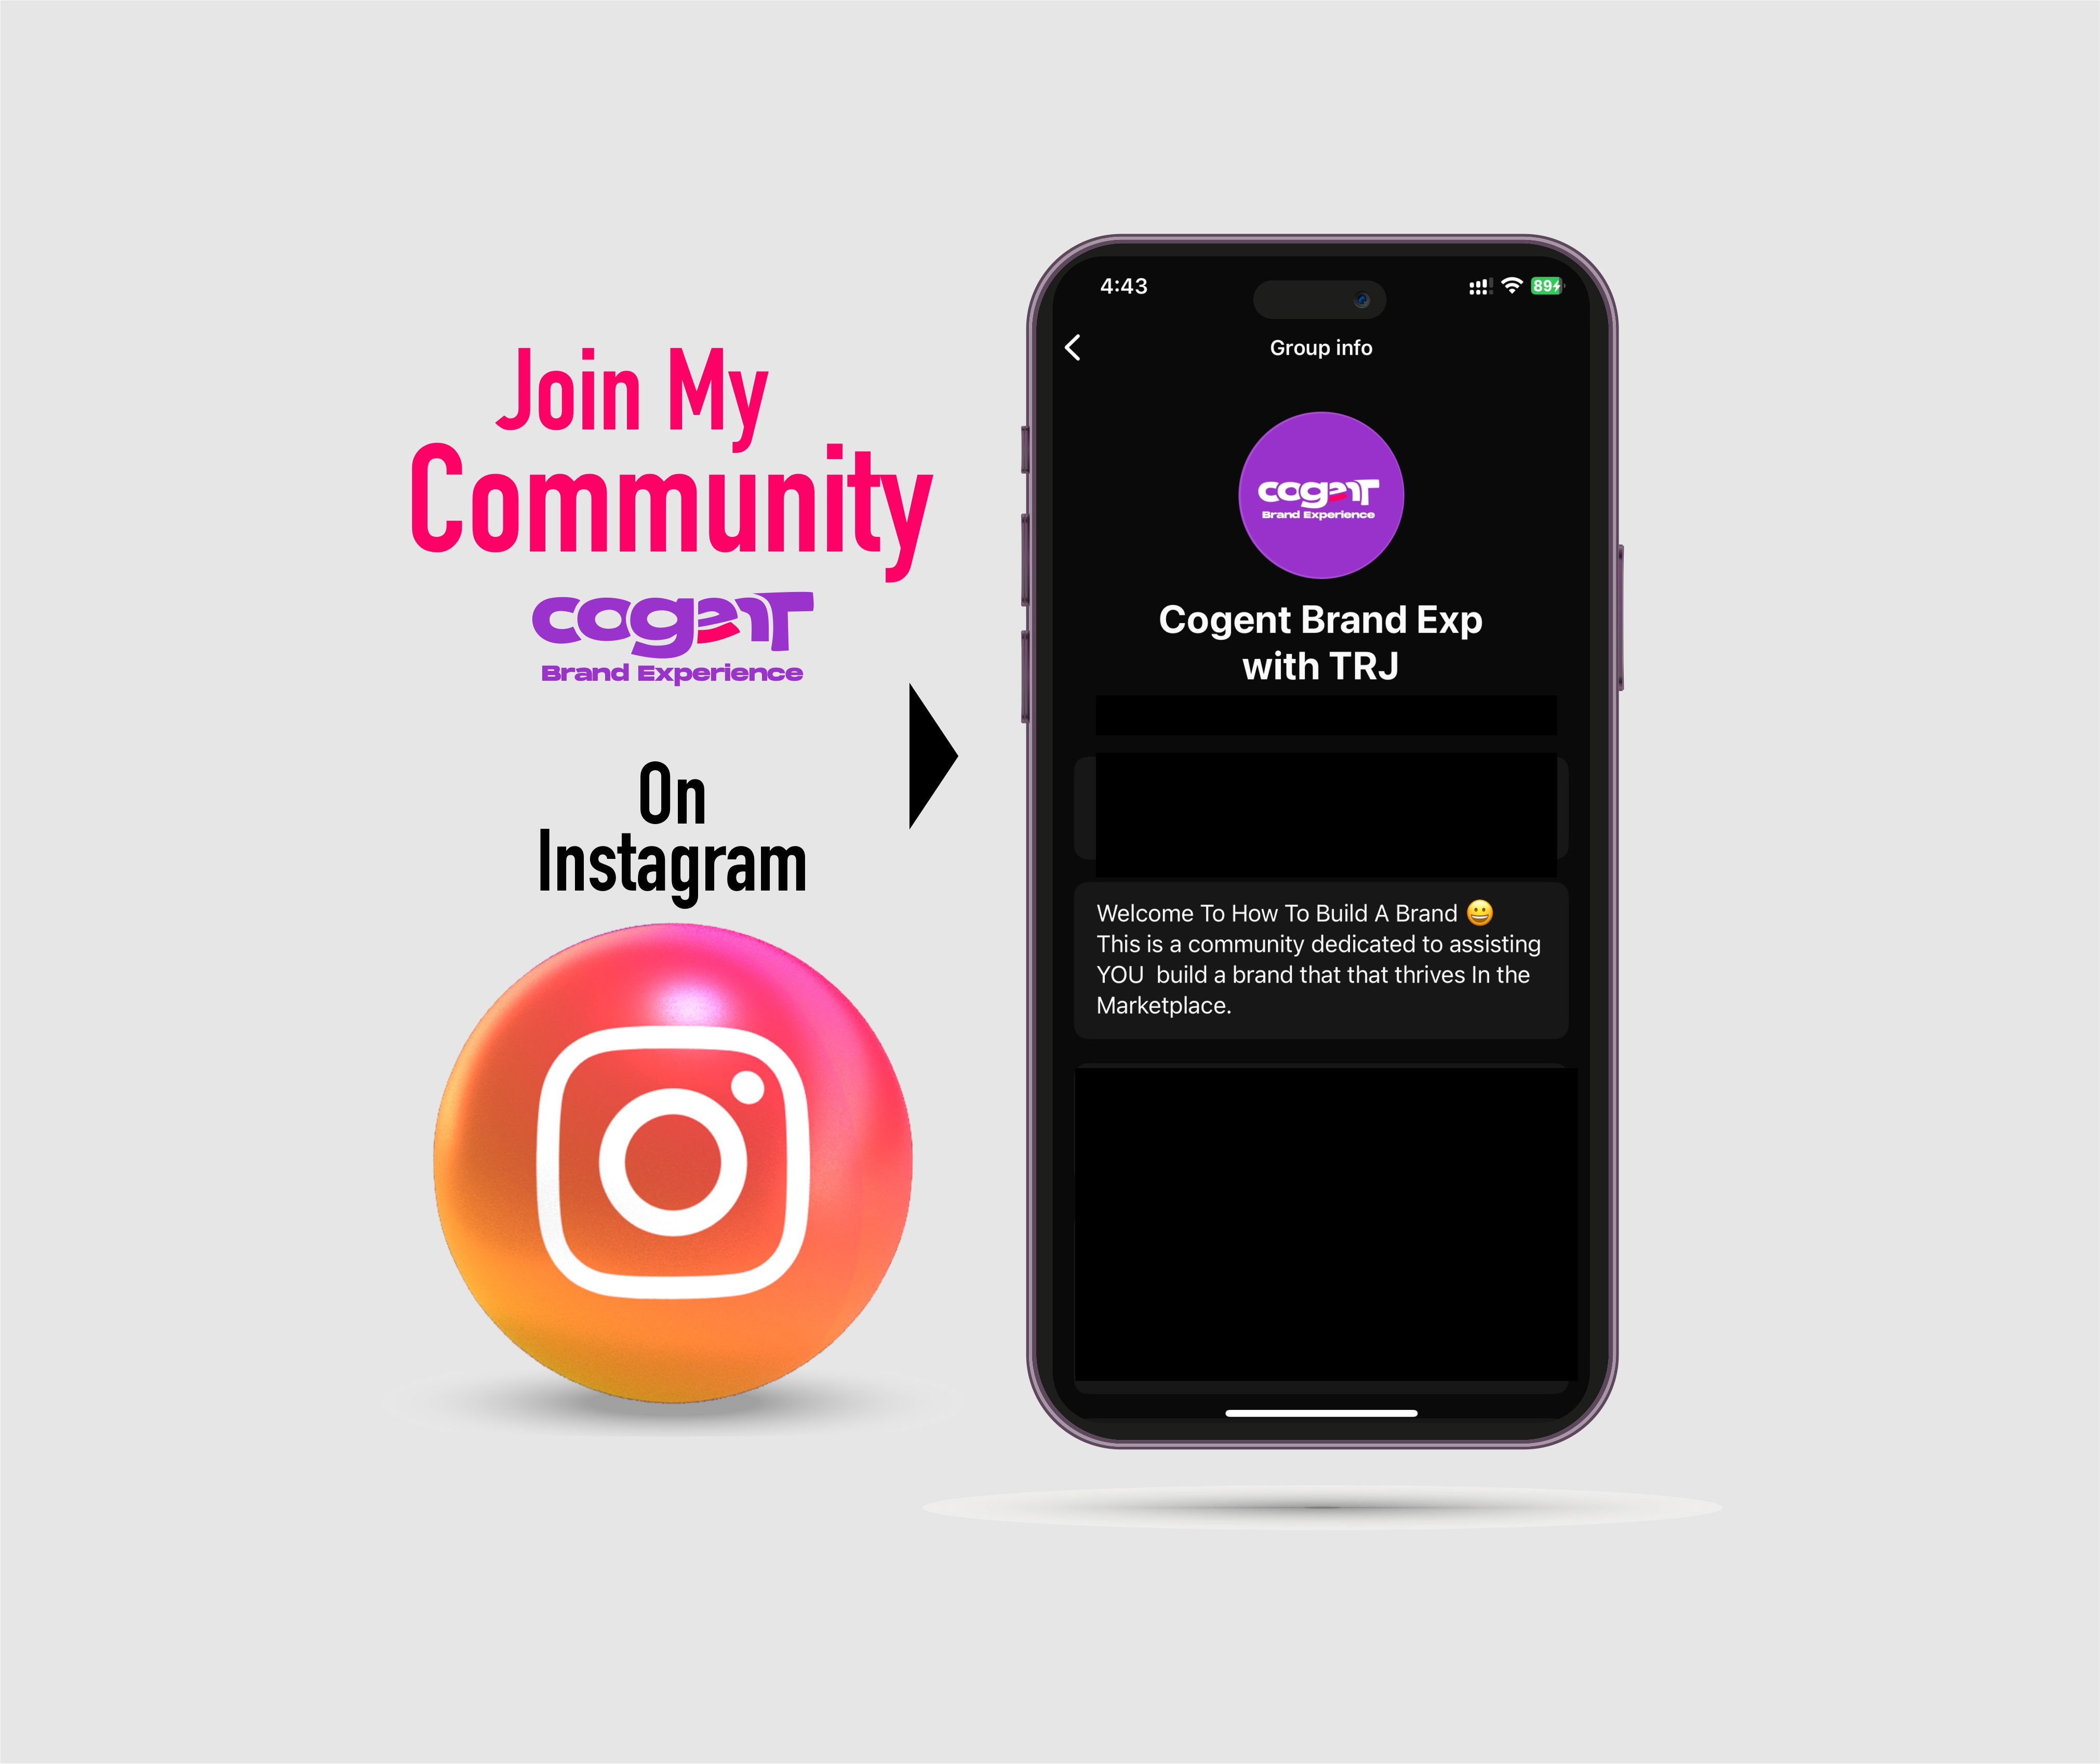 Join My
Community
cogenT
Brand Experience
On
Instagram
4:43
89
Group info
cogenT
Brand Experience
Cogent Brand Exp
with TRJ
Welcome To How To Build A Brand 😀
This is a community dedicated to assisting
YOU  build a brand that that thrives In the
Marketplace.